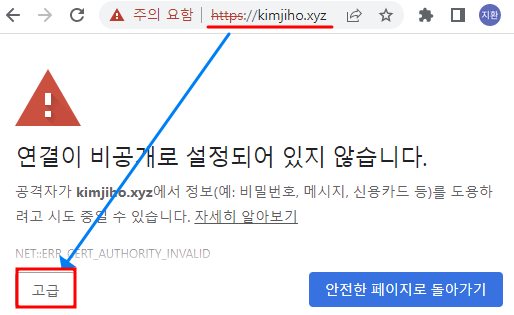 주의 요함 https://kimjiho.xyz 지환
연결이 비공개로 설정되어 있지 않습니다.
공격자가 kimjiho.xyz에서 정보(예: 비밀번호, 메시지, 신용카드 등)를 도용하
려고 시도 중일 수 있습니다. 자세히 알아보기
NET::ERR_CERT_AUTHORITY_INVALID
고급 안전한 페이지로 돌아가기